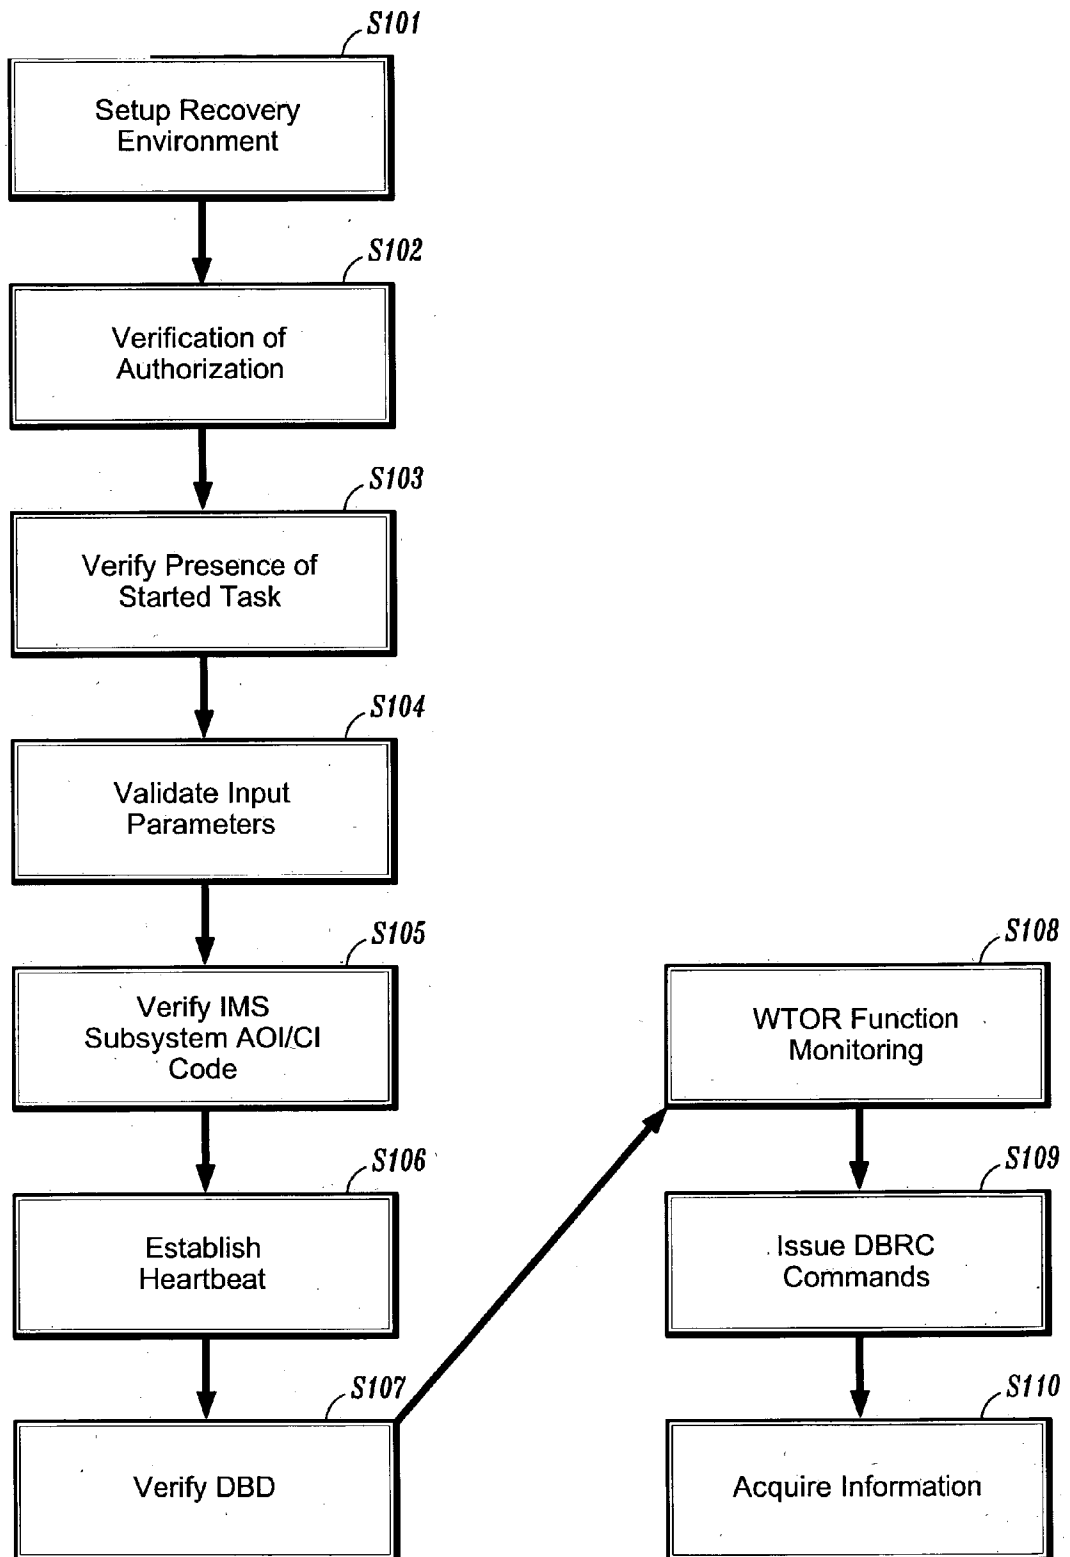 S101
Setup Recovery
Environment
S102
Verification of
Authorization
S103
Verify Presence of
Started Task
S104
Validate Input
Parameters
S105
Verify IMS
Subsystem AOI/CI
Code
S106
Establish
Heartbeat
S107
Verify DBD
S108
WTOR Function
Monitoring
S109
Issue DBRC
Commands
S110
Acquire Information